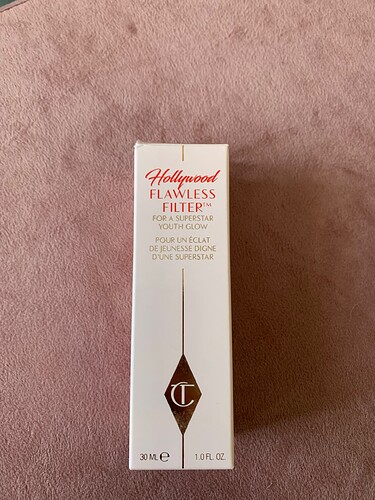 Hollywood
FLAWLESS
FILTER™
FOR A SUPERSTAR
YOUTH GLOW
POUR UN ÉCLAT
DE JEUNESSE DIGNE
D'UNE SUPERSTAR
CT
30 ML ℮ 1.0 FL. OZ.